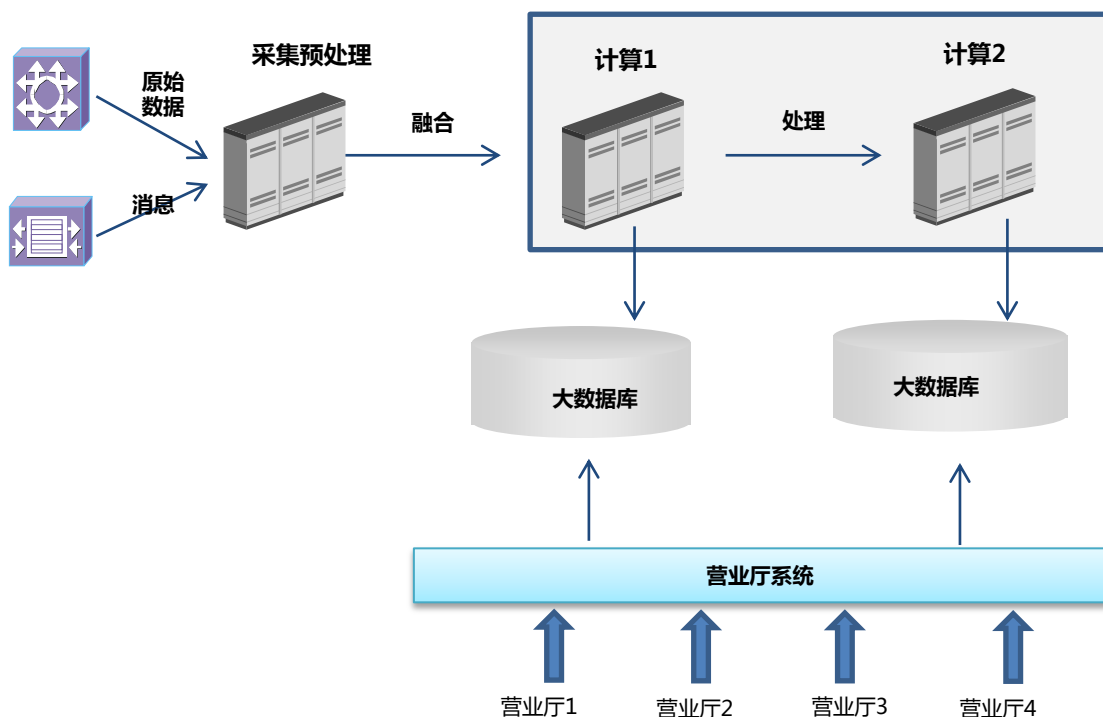 采集预处理
计算1
计算2
原始
数据
融合
处理
消息
大数据库
大数据库
营业厅系统
营业厅1
营业厅2
营业厅3
营业厅4